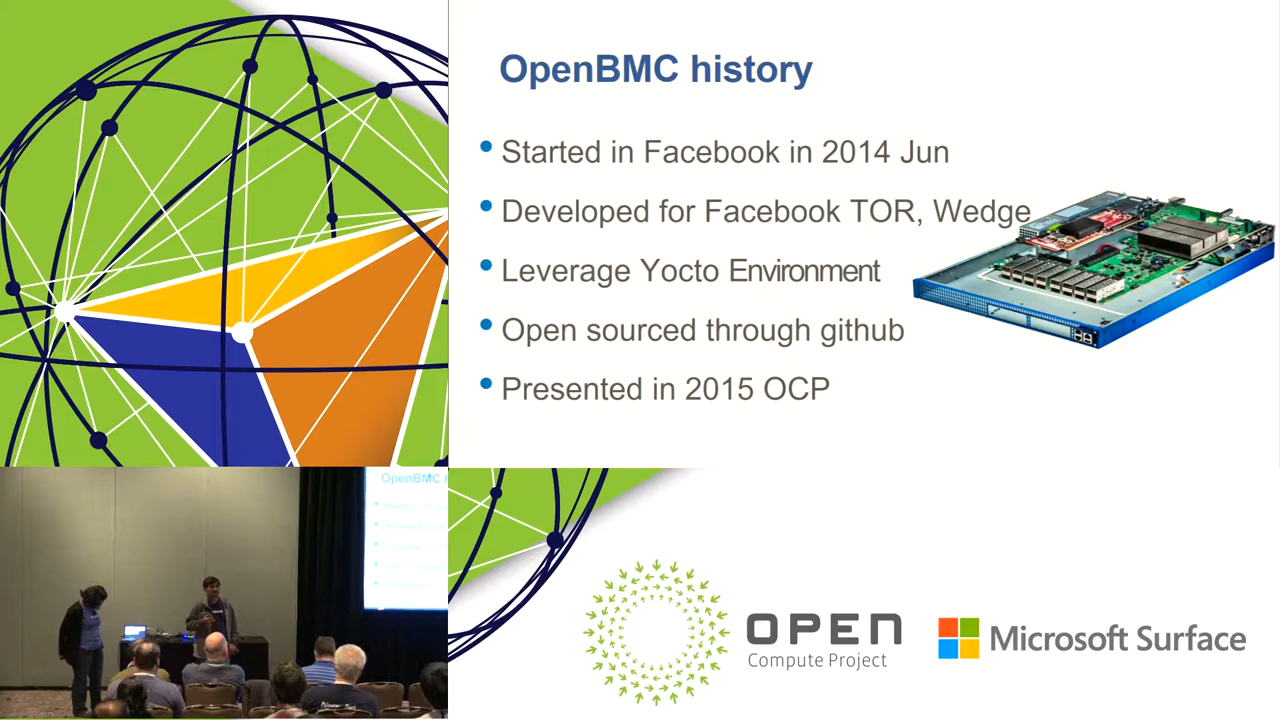 OpenBMC history
Started in Facebook in 2014 Jun
Developed for Facebook TOR, Wedge
Leverage Yocto Environment
Open sourced through github
Presented in 2015 OCP
OpenBMC
OPEN
Compute Project
Microsoft Surface